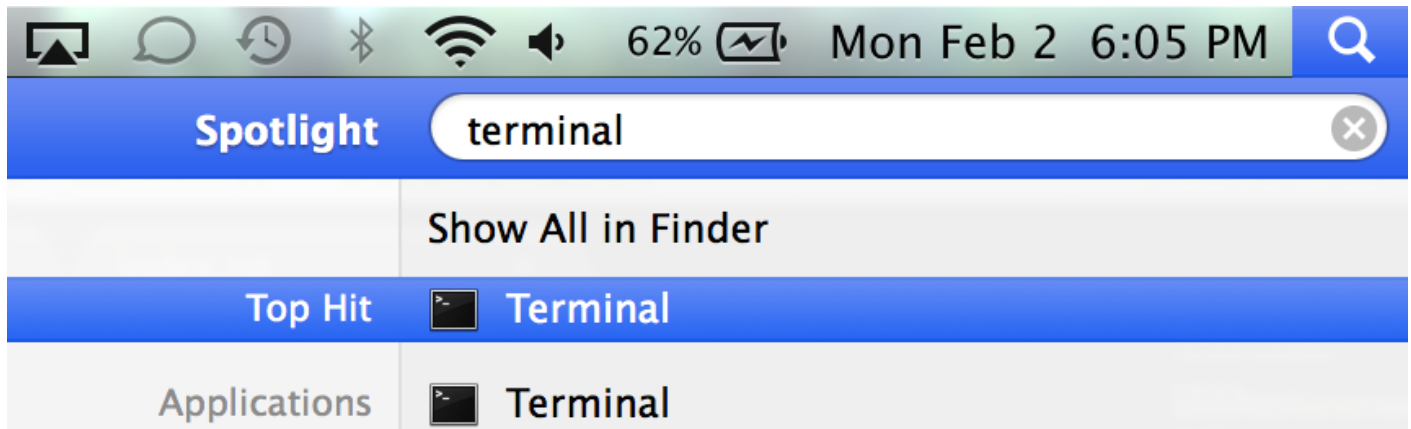 62% Mon Feb 2 6:05 PM
Spotlight terminal
Show All in Finder
Top Hit Terminal
Applications Terminal